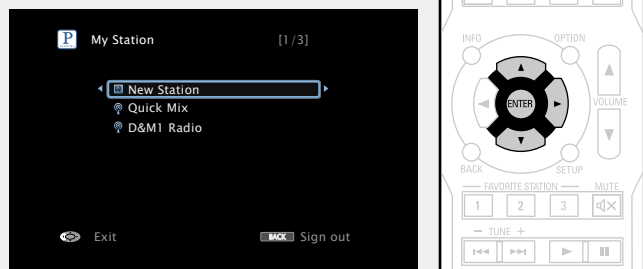 P My Station [1/3]
New Station
Quick Mix
D&M1 Radio
Exit BACK Sign out
INFO OPTION
ENTER
VOLUME
BACK SETUP
FAVORITE STATION MUTE
1 2 3
− TUNE +